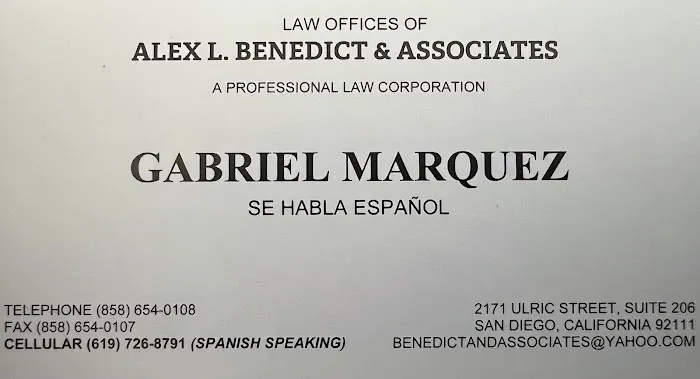 LAW OFFICES OF
ALEX L. BENEDICT & ASSOCIATES
A PROFESSIONAL LAW CORPORATION
GABRIEL MARQUEZ
SE HABLA ESPAÑOL
TELEPHONE (858) 654-0108
FAX (858) 654-0107
CELLULAR (619) 726-8791 (SPANISH SPEAKING)
2171 ULRIC STREET, SUITE 206
SAN DIEGO, CALIFORNIA 92111
BENEDICTANDASSOCIATES@YAHOO.COM